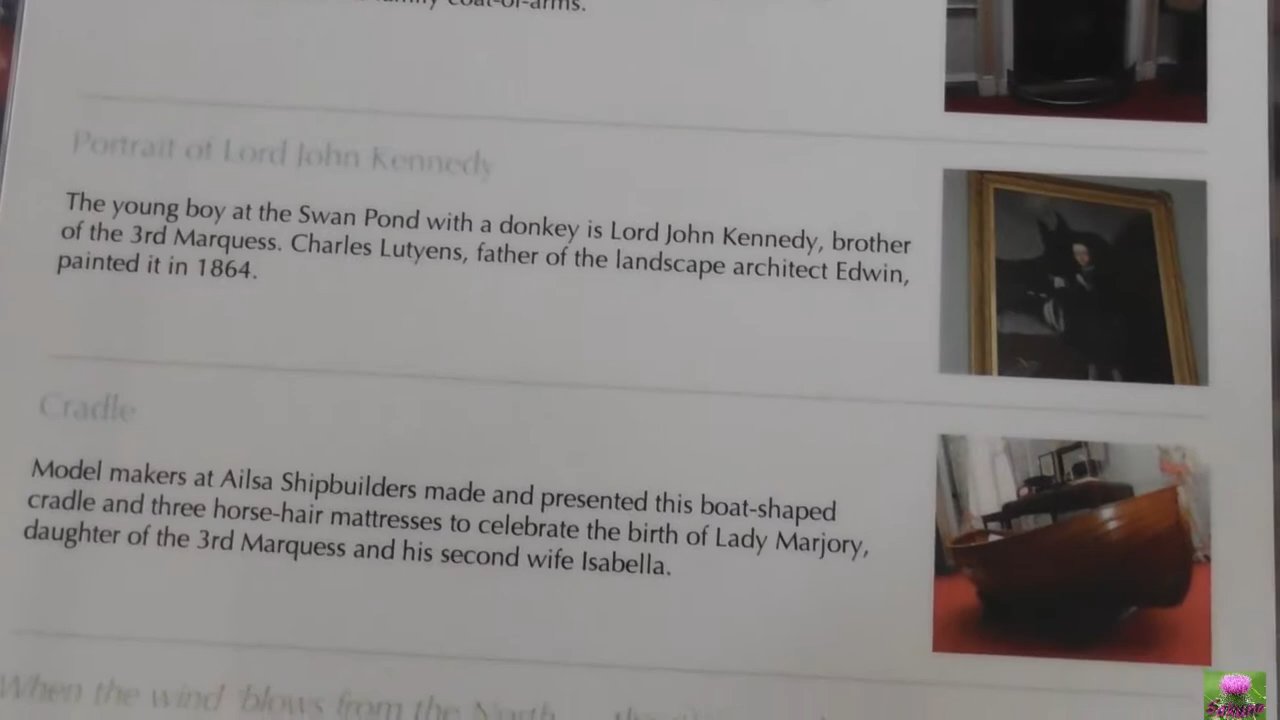 family coat-of-arms.
Portrait of Lord John Kennedy
The young boy at the Swan Pond with a donkey is Lord John Kennedy, brother
of the 3rd Marquess. Charles Lutyens, father of the landscape architect Edwin,
painted it in 1864.
Cradle
Model makers at Ailsa Shipbuilders made and presented this boat-shaped
cradle and three horse-hair mattresses to celebrate the birth of Lady Marjory,
daughter of the 3rd Marquess and his second wife Isabella.
When the wind 'blows from the North